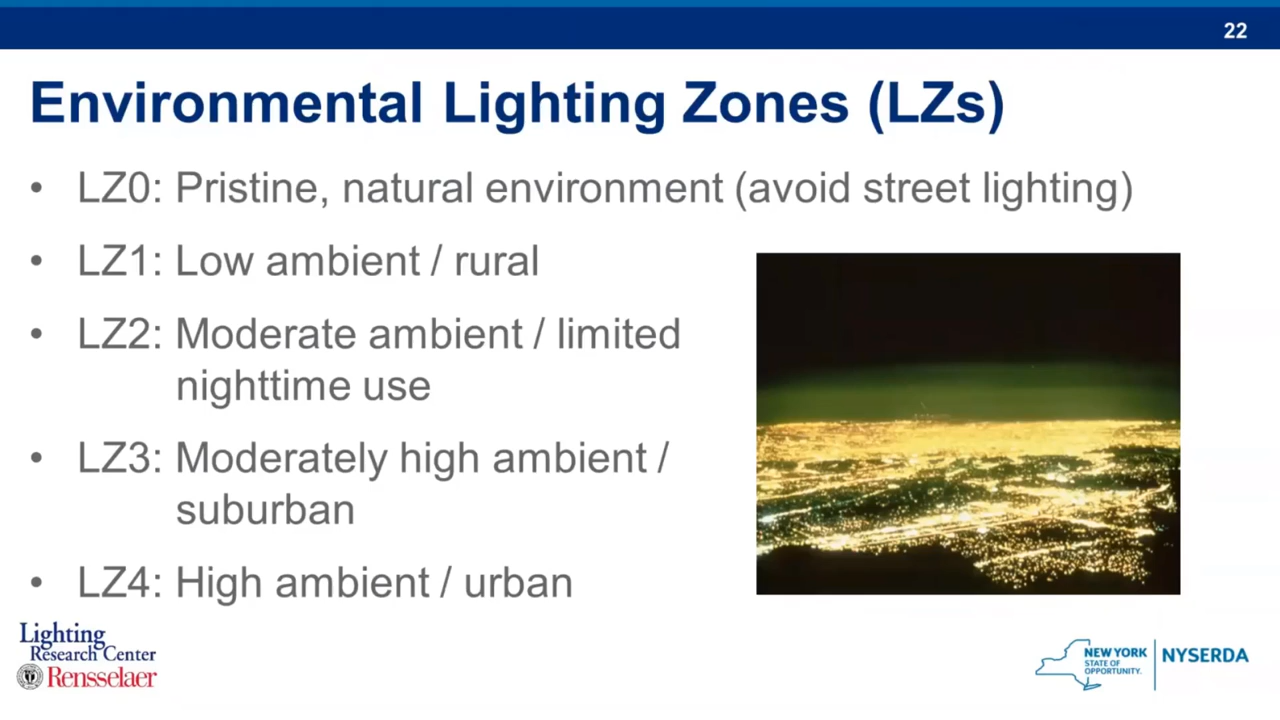 22
Environmental Lighting Zones (LZs)
• LZ0: Pristine, natural environment (avoid street lighting)
• LZ1: Low ambient / rural
• LZ2: Moderate ambient / limited
nighttime use
• LZ3: Moderately high ambient /
suburban
• LZ4: High ambient / urban
Lighting
Research Center
Rensselaer
NEW YORK
STATE OF
OPPORTUNITY.
NYSERDA